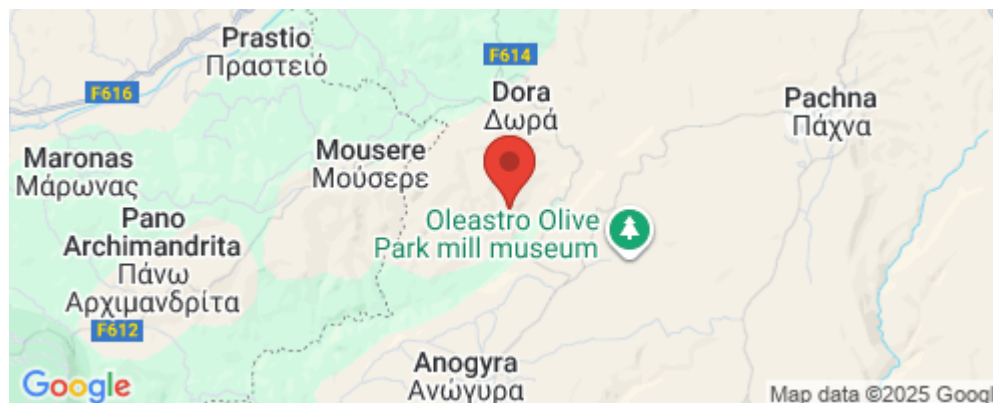 Prastio
Πραστειό
F614
F616
Dora
Δωρά
Pachna
Πάχνα
Maronas
Μάρωνας
Mousere
Μούσερε
Pano
Archimandrita
Πάνω
Αρχιμανδρίτα
Oleastro Olive
Park mill museum
F612
Anogyra
Ανώγυρα
Google
Map data ©2025 Googl